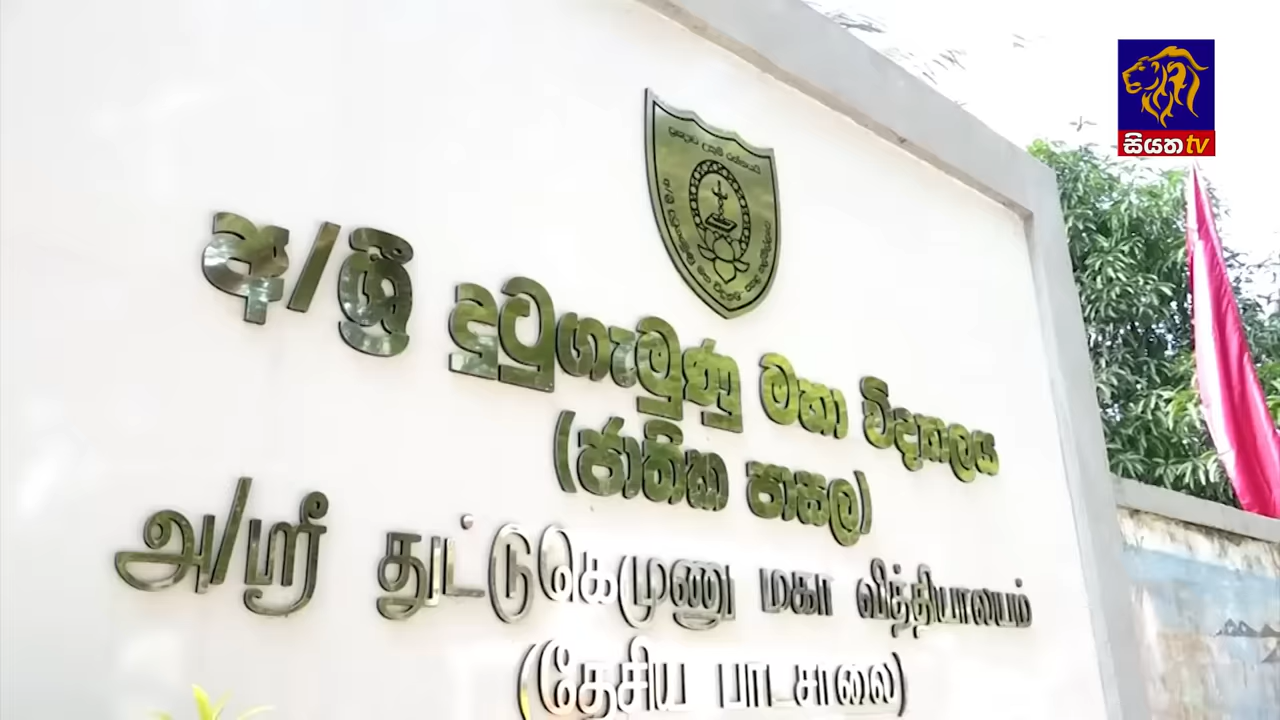 සියත tv
අ/ශ්‍රී දුටුගැමුණු මහා විද්‍යාලය
(ජාතික පාසල)
அ/ஸ்ரீ துட்டுகெமுணு மகா வித்தியாலயம்
(தேசிய பாடசாலை)